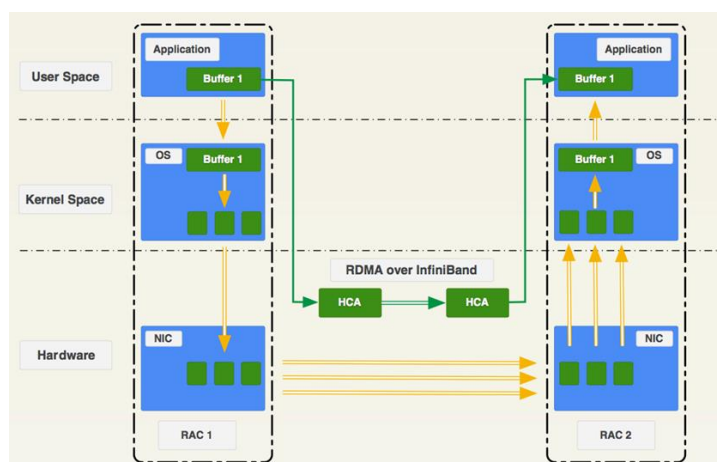 Application
Application
User Space
Buffer 1
Buffer 1
OS
Buffer 1
Buffer 1
OS
Kernel Space
RDMA over InfiniBand
HCA
HCA
NIC
NIC
Hardware
RAC 1
RAC 2